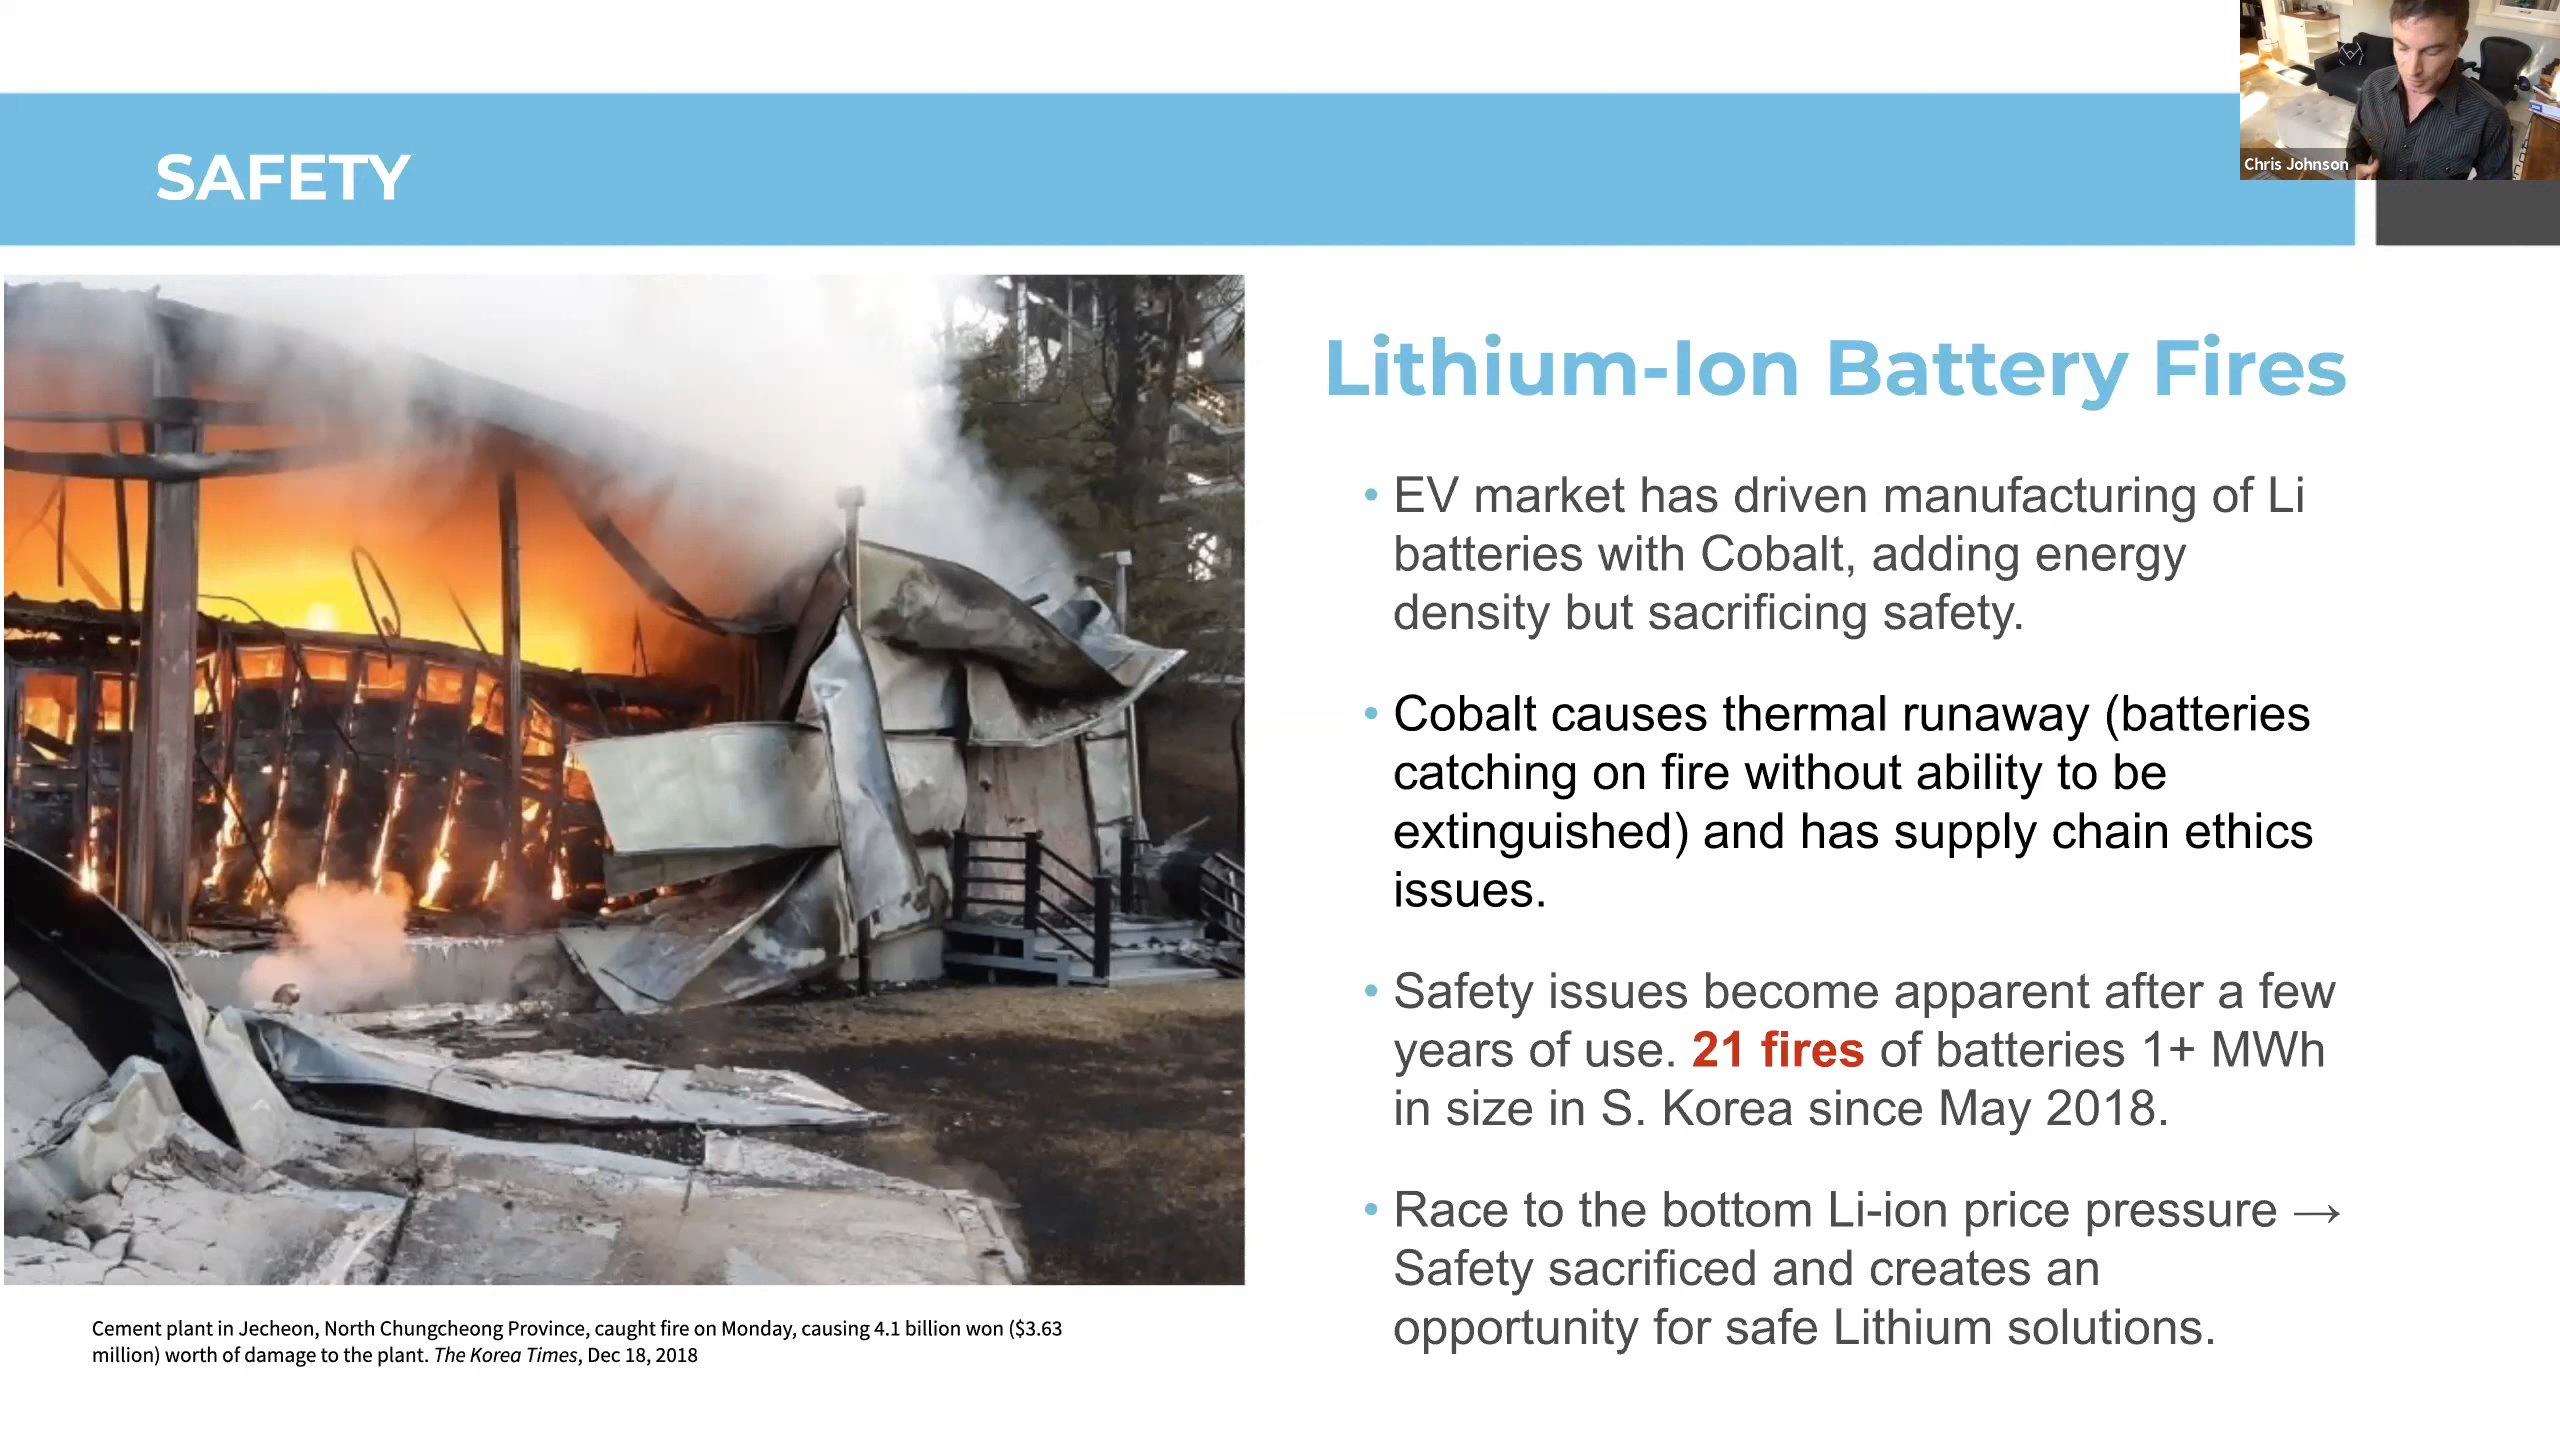 Chris Johnson
SAFETY
Lithium-Ion Battery Fires
• EV market has driven manufacturing of Li
batteries with Cobalt, adding energy
density but sacrificing safety.
• Cobalt causes thermal runaway (batteries
catching on fire without ability to be
extinguished) and has supply chain ethics
issues.
• Safety issues become apparent after a few
years of use. 21 fires of batteries 1+ MWh
in size in S. Korea since May 2018.
• Race to the bottom Li-ion price pressure →
Safety sacrificed and creates an
opportunity for safe Lithium solutions.
Cement plant in Jecheon, North Chungcheong Province, caught fire on Monday, causing 4.1 billion won ($3.63
million) worth of damage to the plant. The Korea Times, Dec 18, 2018